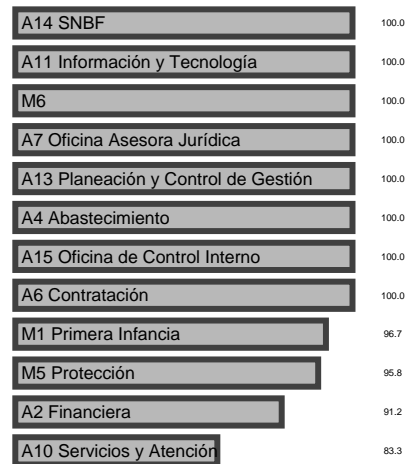 A14 SNBF 100.0
A11 Información y Tecnología 100.0
M6 100.0
A7 Oficina Asesora Jurídica 100.0
A13 Planeación y Control de Gestión 100.0
A4 Abastecimiento 100.0
A15 Oficina de Control Interno 100.0
A6 Contratación 100.0
M1 Primera Infancia 96.7
M5 Protección 95.8
A2 Financiera 91.2
A10 Servicios y Atención 83.3